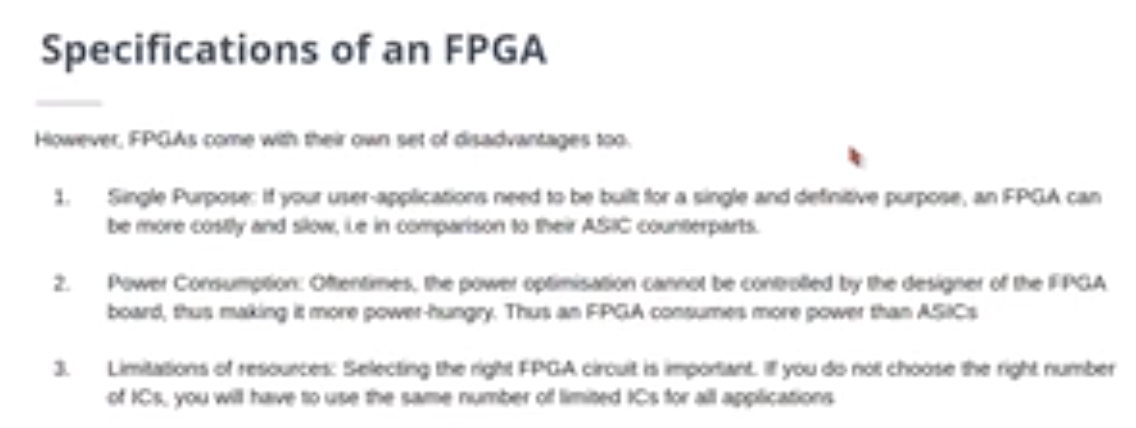 Specifications of an FPGA
However, FPGAs come with their own set of disadvantages too.
1. Single Purpose: If your user-applications need to be built for a single and definitive purpose, an FPGA can
be more costly and slow, i.e in comparison to their ASIC counterparts.
2. Power Consumption: Oftentimes, the power optimisation cannot be controlled by the designer of the FPGA
board, thus making it more power-hungry. Thus an FPGA consumes more power than ASICs
3. Limitations of resources: Selecting the right FPGA circuit is important. If you do not choose the right number
of ICs, you will have to use the same number of limited ICs for all applications